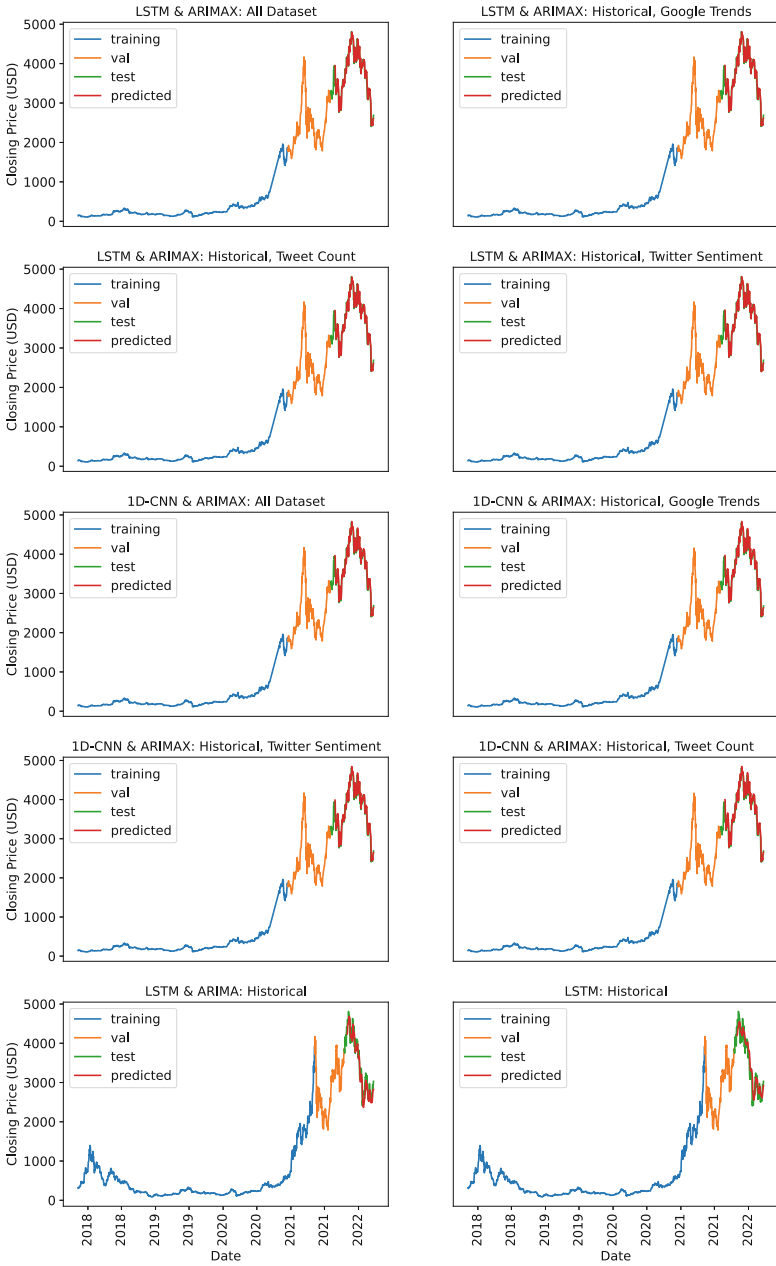 LSTM & ARIMAX: All Dataset
Closing Price (USD)
5000
4000
3000
2000
1000
0
training
val
test
predicted
LSTM & ARIMAX: Historical, Google Trends
training
val
test
predicted
LSTM & ARIMAX: Historical, Tweet Count
Closing Price (USD)
5000
4000
3000
2000
1000
0
training
val
test
predicted
LSTM & ARIMAX: Historical, Twitter Sentiment
training
val
test
predicted
1D-CNN & ARIMAX: All Dataset
Closing Price (USD)
5000
4000
3000
2000
1000
0
training
val
test
predicted
1D-CNN & ARIMAX: Historical, Google Trends
training
val
test
predicted
1D-CNN & ARIMAX: Historical, Twitter Sentiment
Closing Price (USD)
5000
4000
3000
2000
1000
0
training
val
test
predicted
1D-CNN & ARIMAX: Historical, Tweet Count
training
val
test
predicted
LSTM & ARIMA: Historical
Closing Price (USD)
5000
4000
3000
2000
1000
0
training
val
test
predicted
2018
2018
2019
2019
2020
2020
2021
2021
2022
Date
LSTM: Historical
training
val
test
predicted
2018
2018
2019
2019
2020
2020
2021
2021
2022
Date